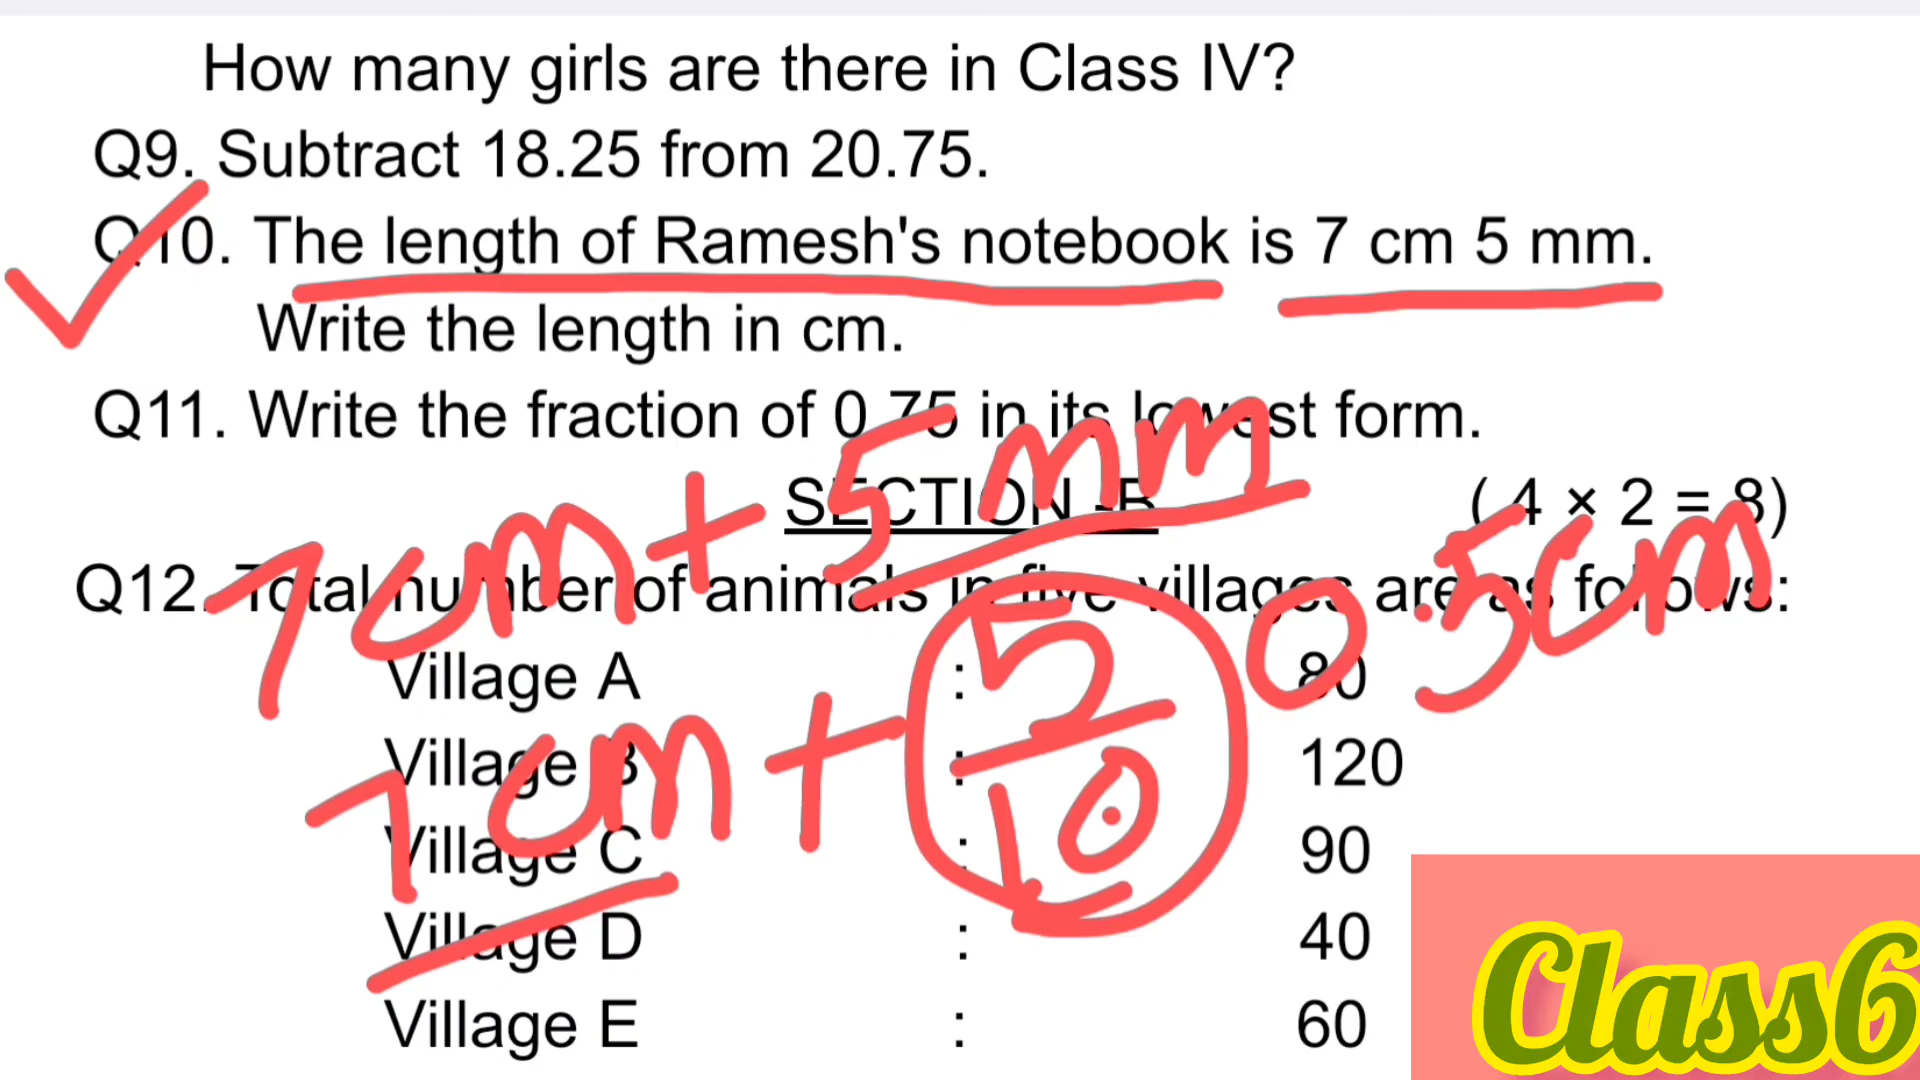 How many girls are there in Class IV?
Q9. Subtract 18.25 from 20.75.
Q10. The length of Ramesh's notebook is 7 cm 5 mm.
Write the length in cm.
Q11. Write the fraction of 0.75 in its lowest form.
SECTION -B ( 4 × 2 = 8)
7cm + 5mm
Q12. Total number of animals in five villages are as follows:
0.5cm
Village A : 80
7cm + 5/10
Village B : 120
Village C : 90
Village D : 40
Village E : 60
Class6